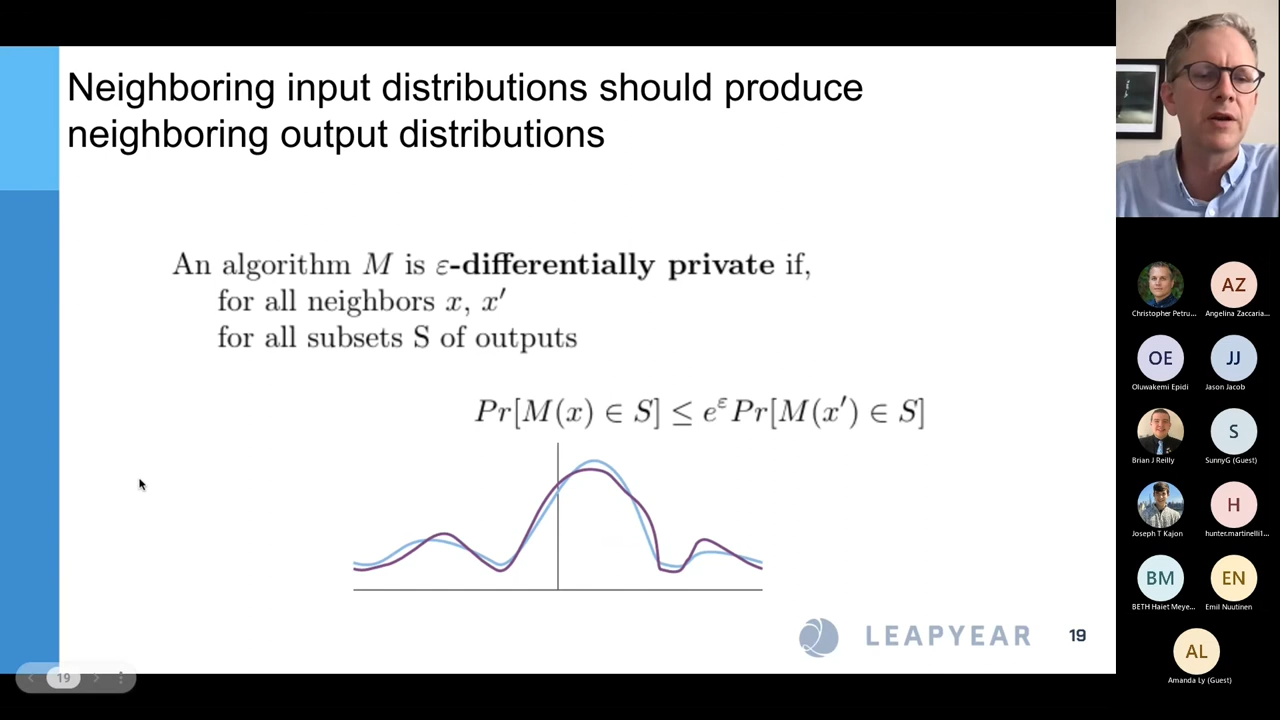 Neighboring input distributions should produce
neighboring output distributions
An algorithm M is ε-differentially private if,
for all neighbors x, x′
for all subsets S of outputs
Pr[M(x) ∈ S] ≤ e^ε Pr[M(x′) ∈ S]
LEAPYEAR
19
19
Christopher Petru...
AZ
Angelina Zaccaria...
OE
Oluwakemi Epidi
JJ
Jason Jacob
Brian J Reilly
S
SunnyG (Guest)
Joseph T Kajon
H
hunter.martinelli1...
BM
BETH Haiet Meye...
EN
Emil Nuutinen
AL
Amanda Ly (Guest)